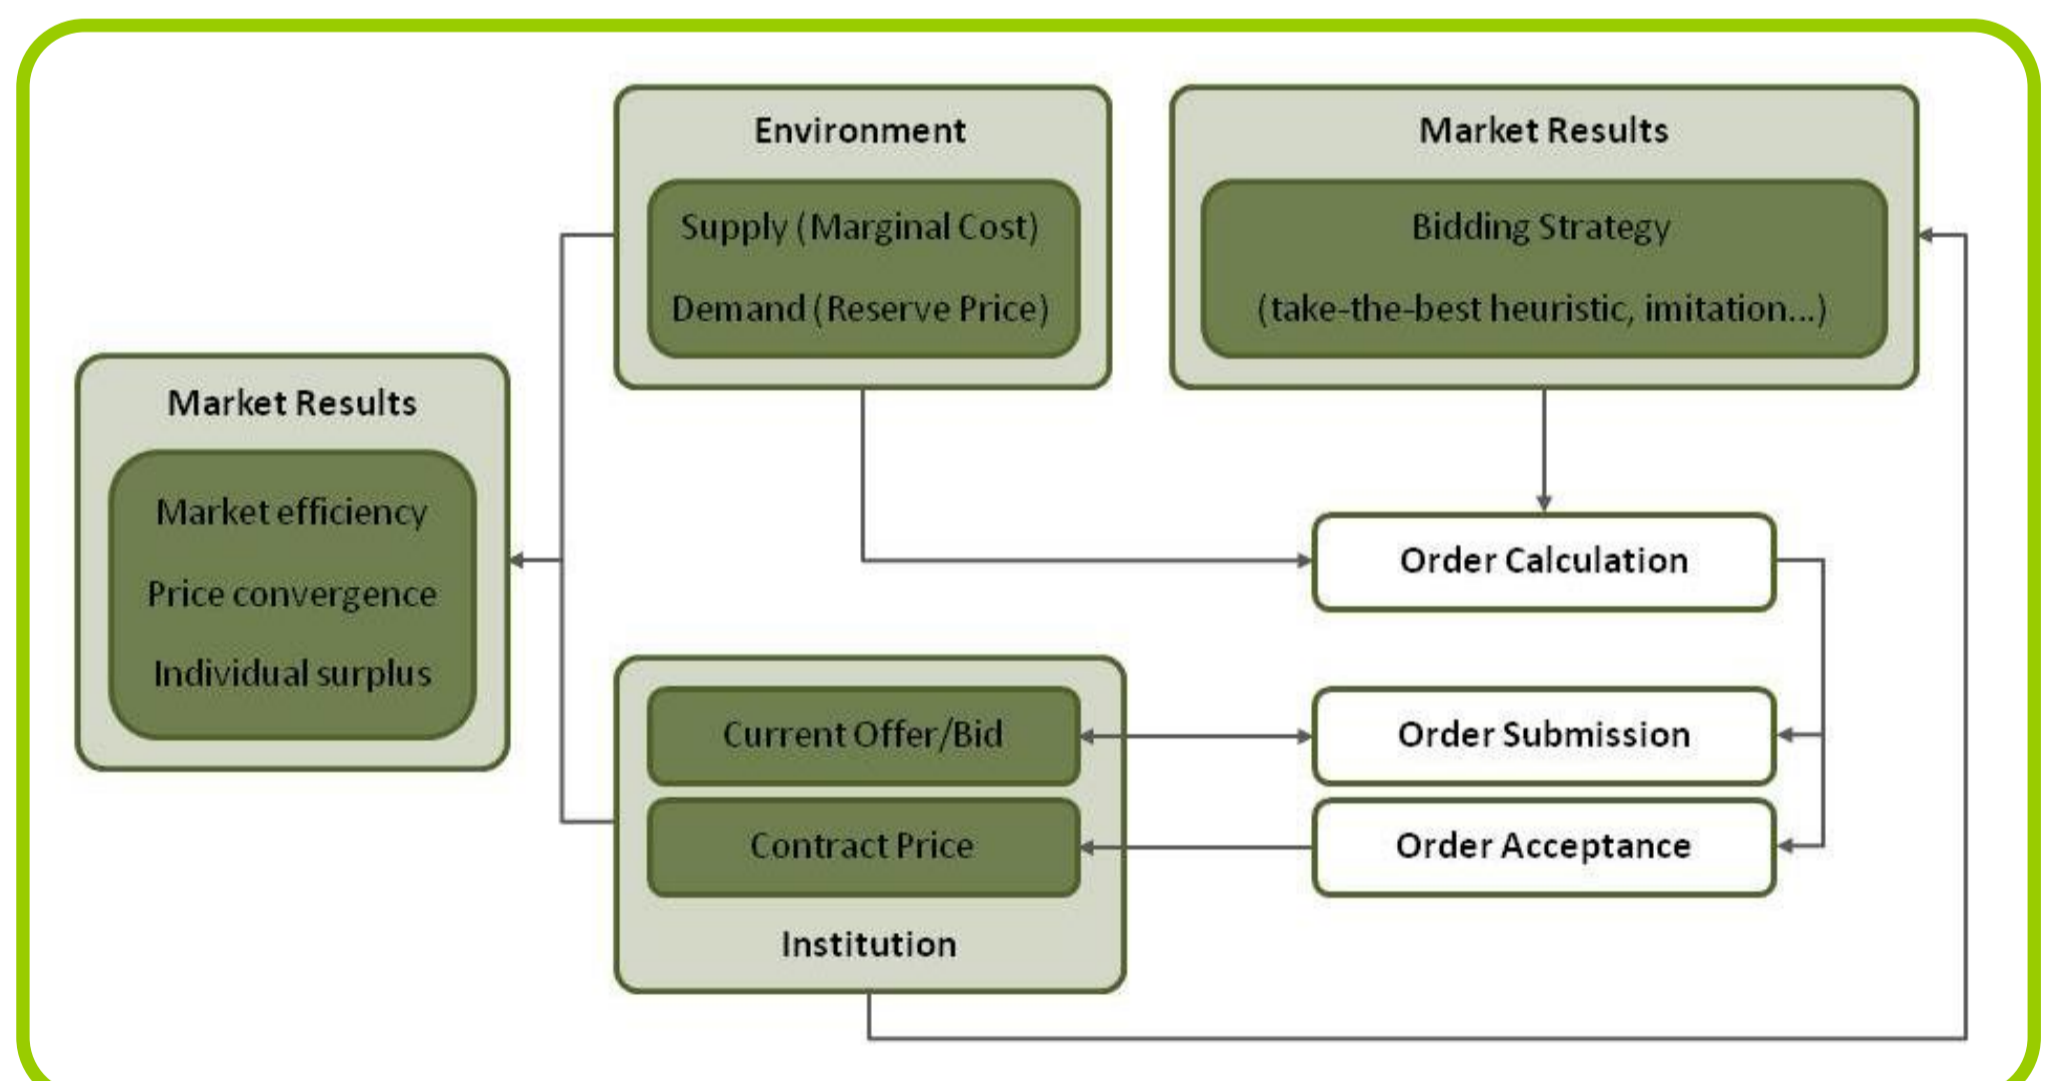 Environment
Supply (Marginal Cost)
Demand (Reserve Price)
Market Results
Bidding Strategy
(take-the-best heuristic, imitation...)
Market Results
Market efficiency
Price convergence
Individual surplus
Order Calculation
Current Offer/Bid
Contract Price
Institution
Order Submission
Order Acceptance